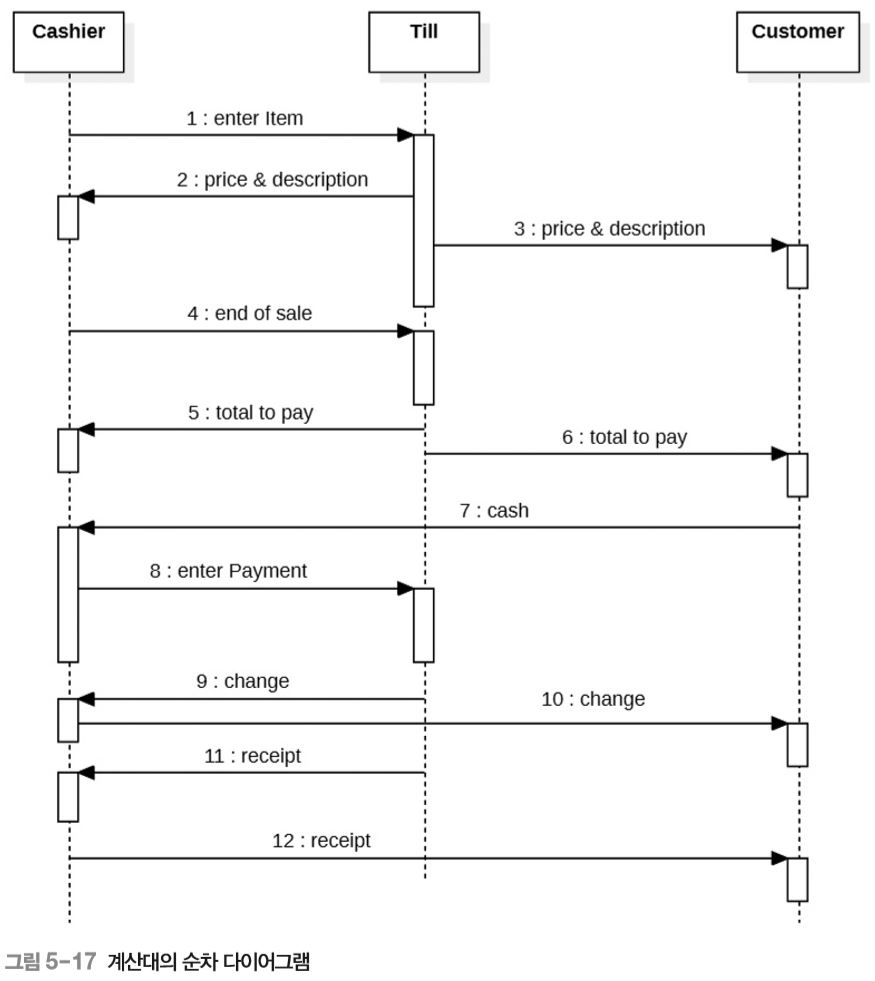 Cashier
Till
Customer
1 : enter Item
2 : price & description
3 : price & description
4 : end of sale
5 : total to pay
6 : total to pay
7 : cash
8 : enter Payment
9 : change
10 : change
11 : receipt
12 : receipt
그림 5-17 계산대의 순차 다이어그램